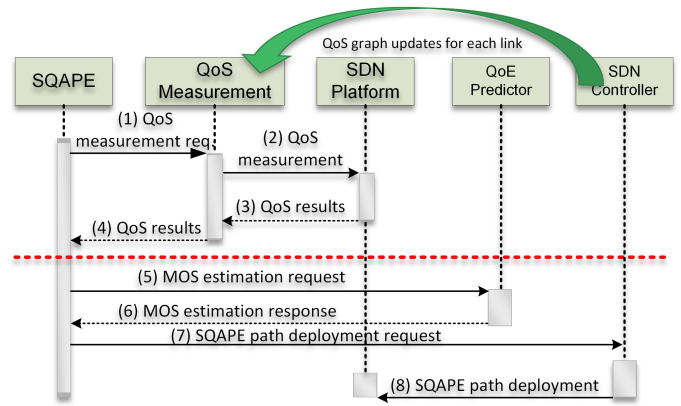 QoS graph updates for each link
SQAPE
QoS
Measurement
SDN
Platform
QoE
Predictor
SDN
Controller
(1) QoS
measurement req.
(2) QoS
measurement
(3) QoS results
(4) QoS results
(5) MOS estimation request
(6) MOS estimation response
(7) SQAPE path deployment request
(8) SQAPE path deployment